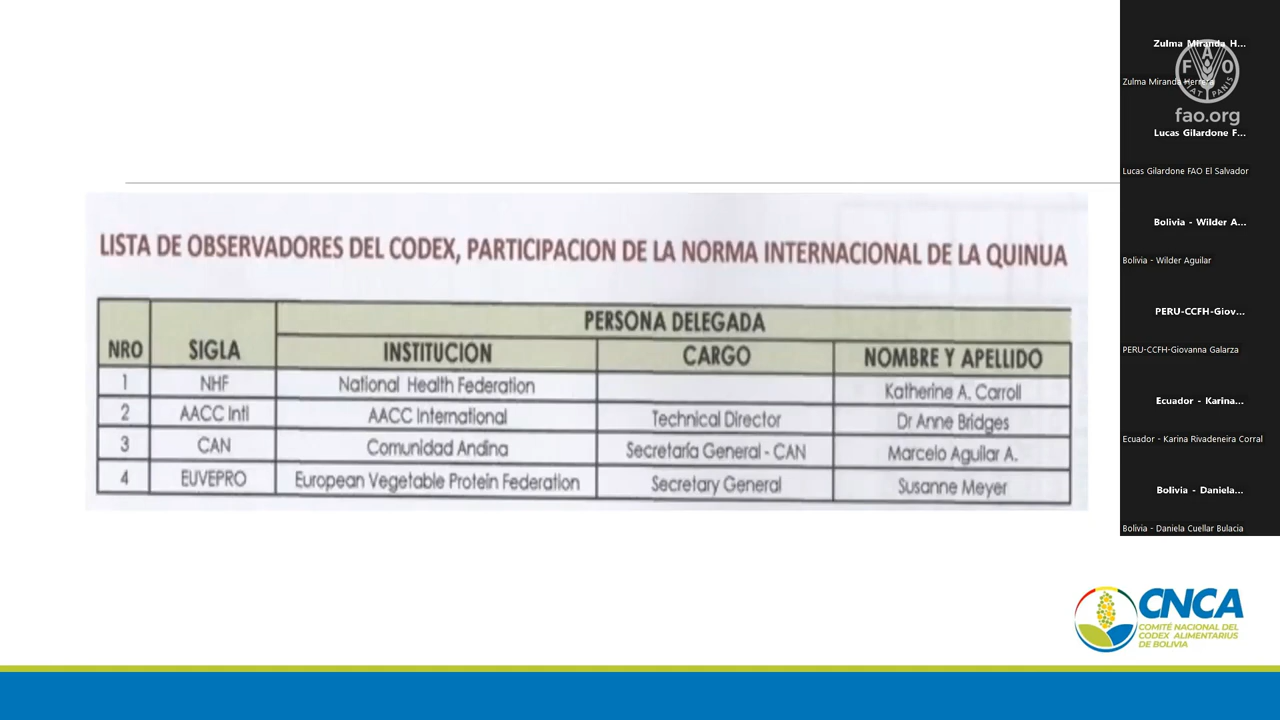 LISTA DE OBSERVADORES DEL CODEX, PARTICIPACION DE LA NORMA INTERNACIONAL DE LA QUINUA
PERSONA DELEGADA
NRO SIGLA INSTITUCION CARGO NOMBRE Y APELLIDO
1 NHF National Health Federation Katherine A. Carroll
2 AACC Intl AACC International Technical Director Dr Anne Bridges
3 CAN Comunidad Andina Secretaría General - CAN Marcelo Aguilar A.
4 EUVEPRO European Vegetable Protein Federation Secretary General Susanne Meyer
CNCA
COMITÉ NACIONAL DEL
CODEX ALIMENTARIUS
DE BOLIVIA
Zulma Miranda H...
Zulma Miranda Herrera
F A O
FIAT PANIS
fao.org
Lucas Gilardone F...
Lucas Gilardone FAO El Salvador
Bolivia - Wilder A...
Bolivia - Wilder Aguilar
PERU-CCFH-Giov...
PERU-CCFH-Giovanna Galarza
Ecuador - Karina...
Ecuador - Karina Rivadeneira Corral
Bolivia - Daniela...
Bolivia - Daniela Cuellar Bulacia